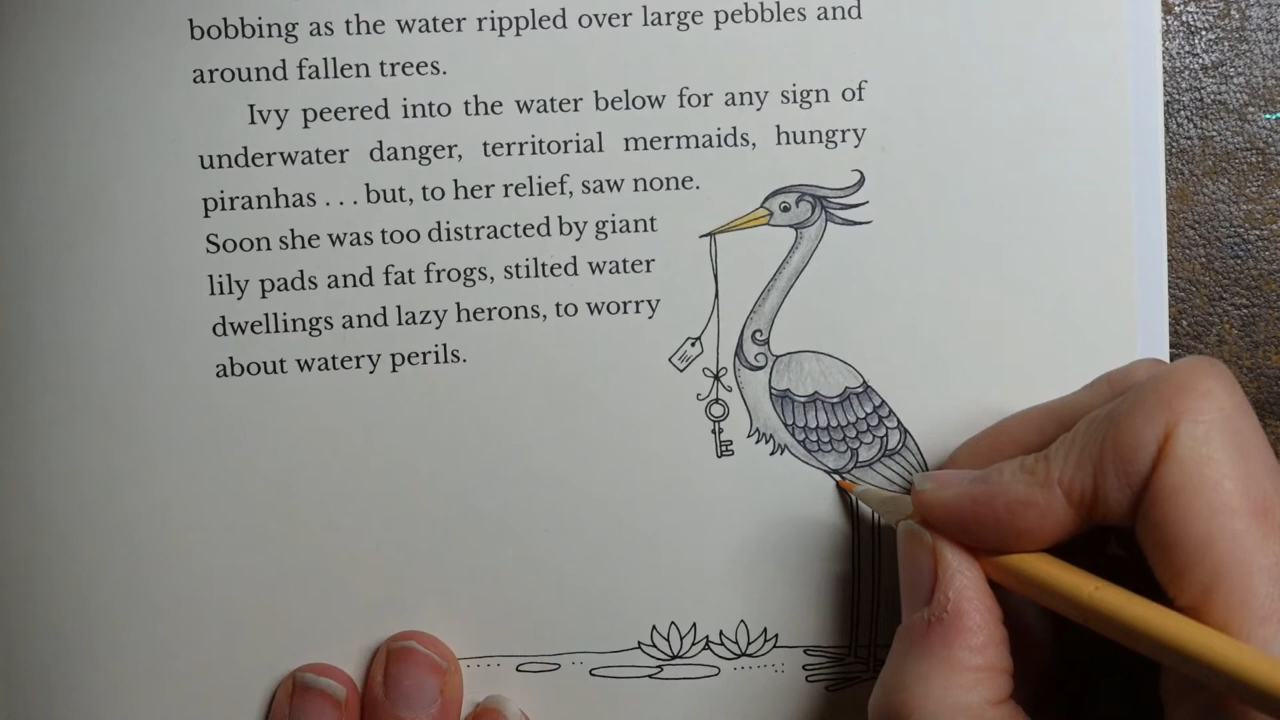 bobbing as the water rippled over large pebbles and
around fallen trees.
Ivy peered into the water below for any sign of
underwater danger, territorial mermaids, hungry
piranhas . . . but, to her relief, saw none.
Soon she was too distracted by giant
lily pads and fat frogs, stilted water
dwellings and lazy herons, to worry
about watery perils.